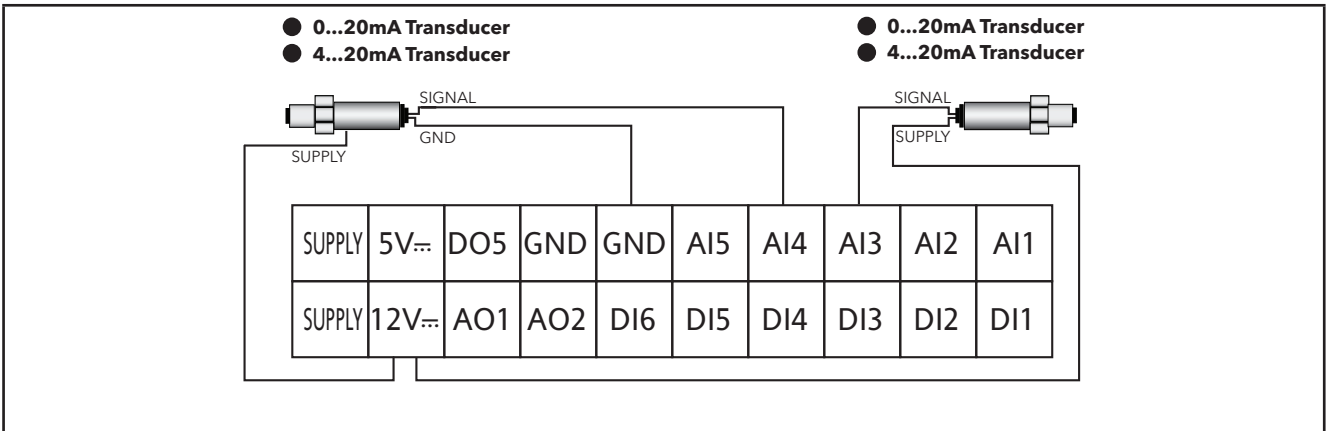 ● 0...20mA Transducer
● 4...20mA Transducer
● 0...20mA Transducer
● 4...20mA Transducer
SIGNAL
GND
SUPPLY
SIGNAL
SUPPLY
SUPPLY 5V⎓ DO5 GND GND AI5 AI4 AI3 AI2 AI1
SUPPLY 12V⎓ AO1 AO2 DI6 DI5 DI4 DI3 DI2 DI1